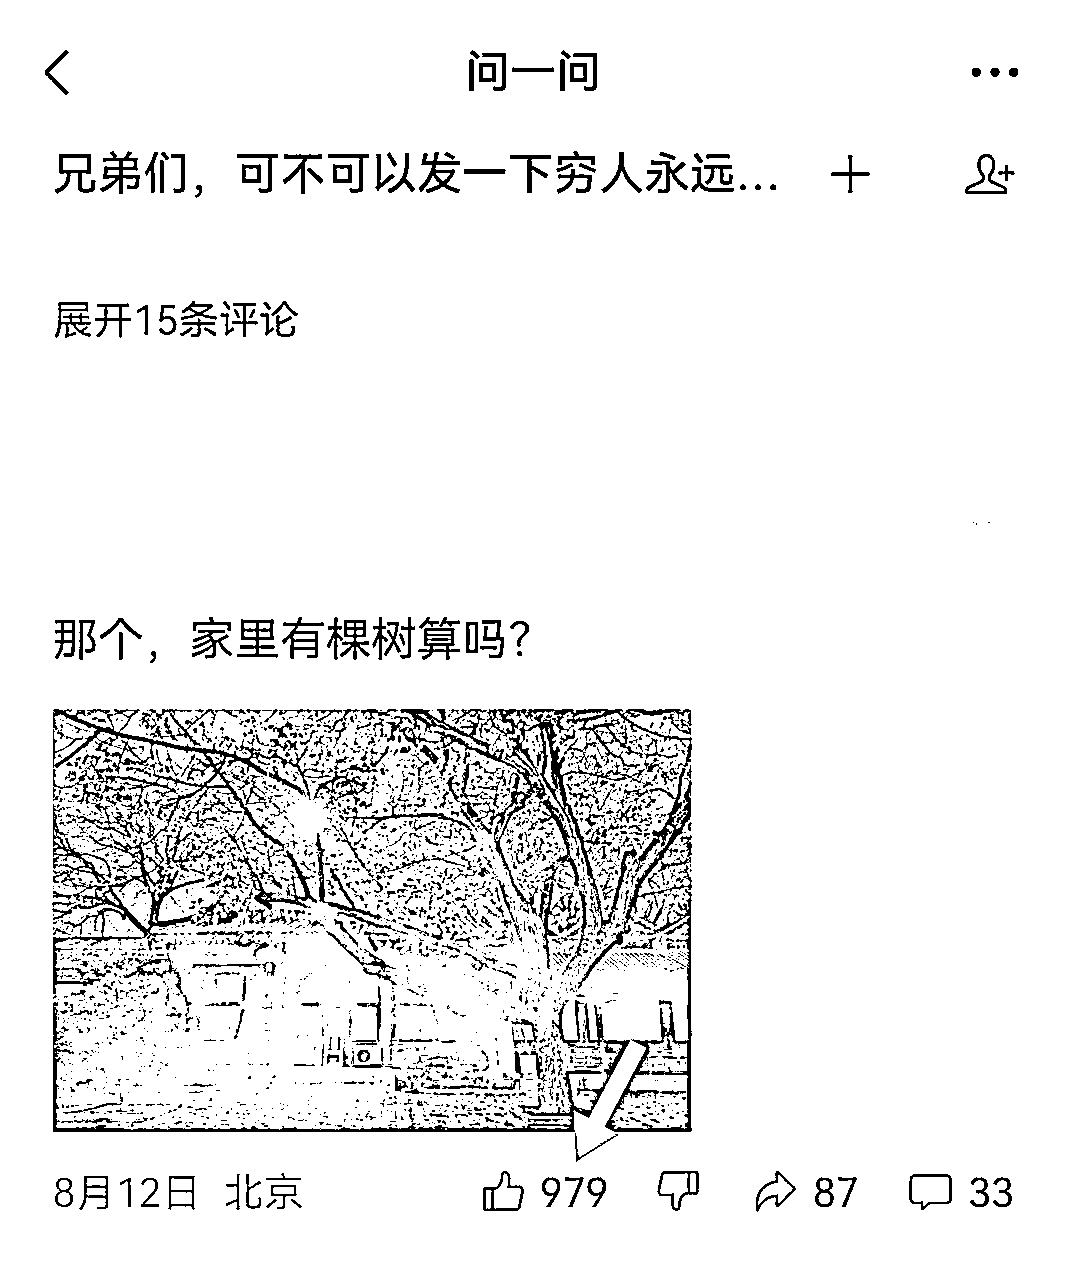 问一问
兄弟们，可不可以发一下穷人永远...
展开15条评论
那个，家里有棵树算吗？
8月12日 北京 979 87 33